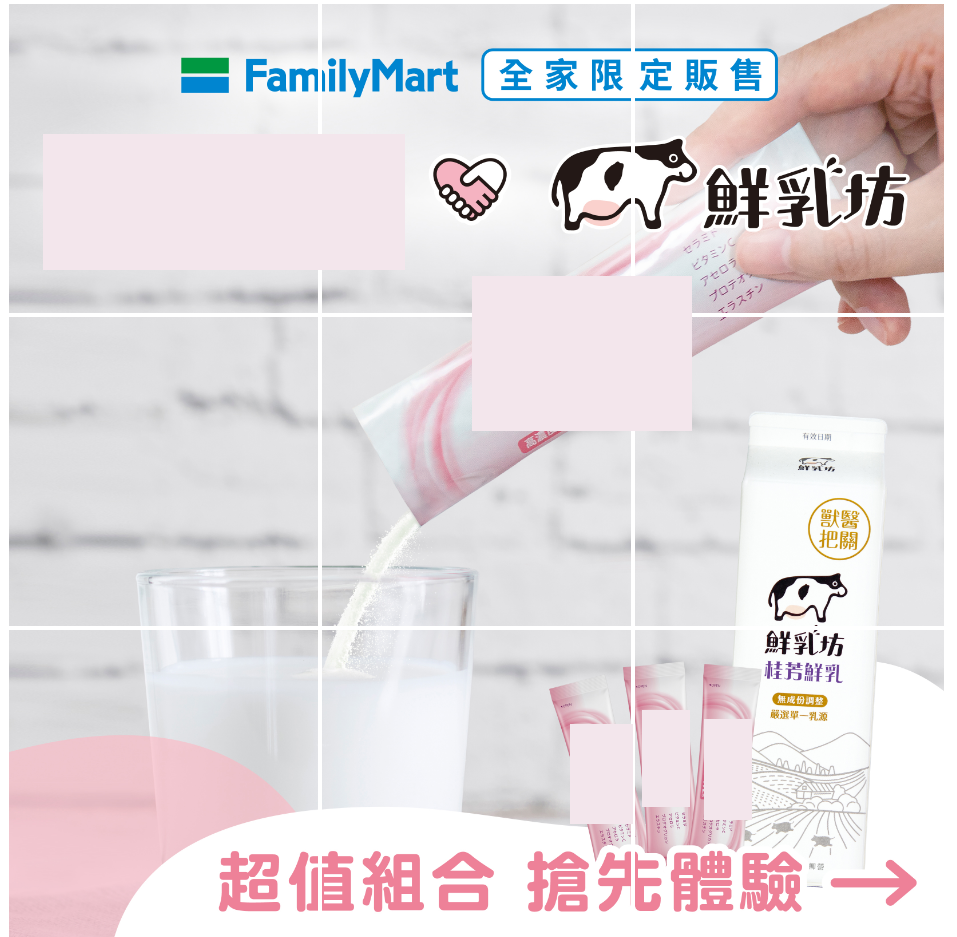 FamilyMart 全家限定販售
鮮乳坊
セラミド
ビタミンC
アセロラ
プロテオ
エラスチン
有效日期
鮮乳坊
獸醫
把關
鮮乳坊
桂芳鮮乳
無成份調整
嚴選單一乳源
超值組合 搶先體驗